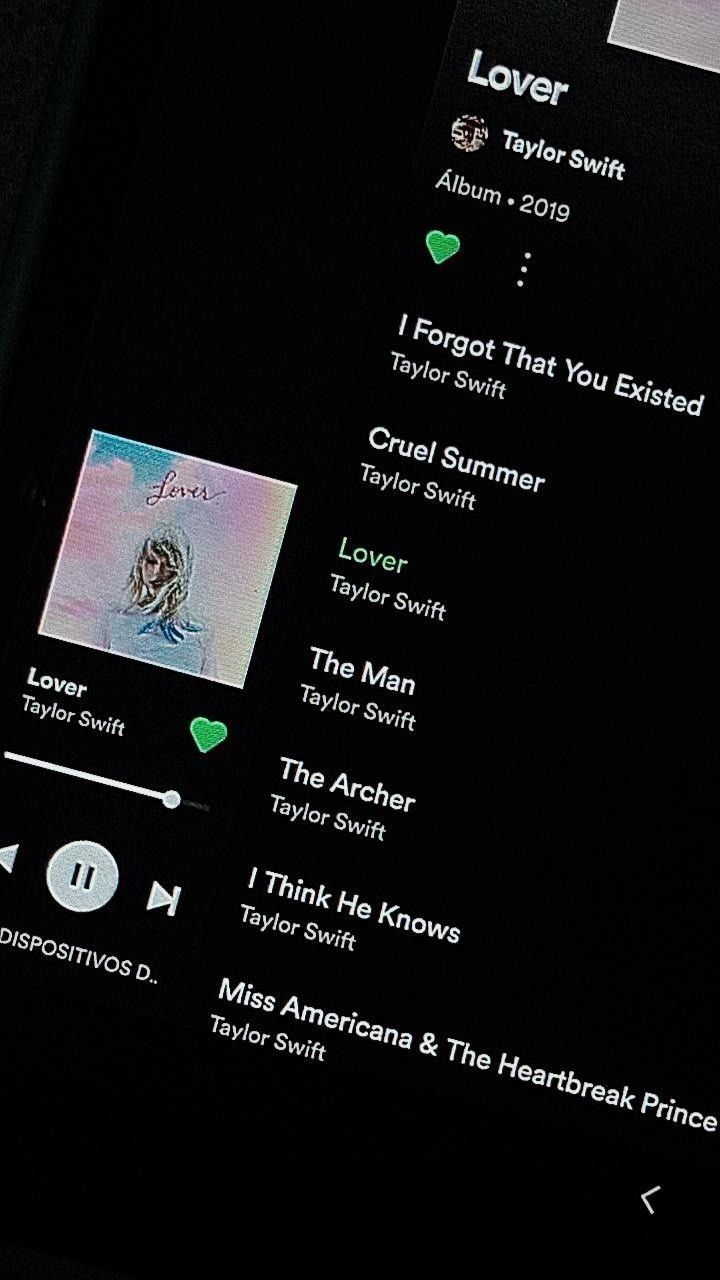 Lover
Taylor Swift
Álbum • 2019
I Forgot That You Existed
Taylor Swift
Cruel Summer
Taylor Swift
Lover
Taylor Swift
The Man
Taylor Swift
The Archer
Taylor Swift
I Think He Knows
Taylor Swift
Miss Americana & The Heartbreak Prince
Taylor Swift
Lover
Lover
Taylor Swift
DISPOSITIVOS D..